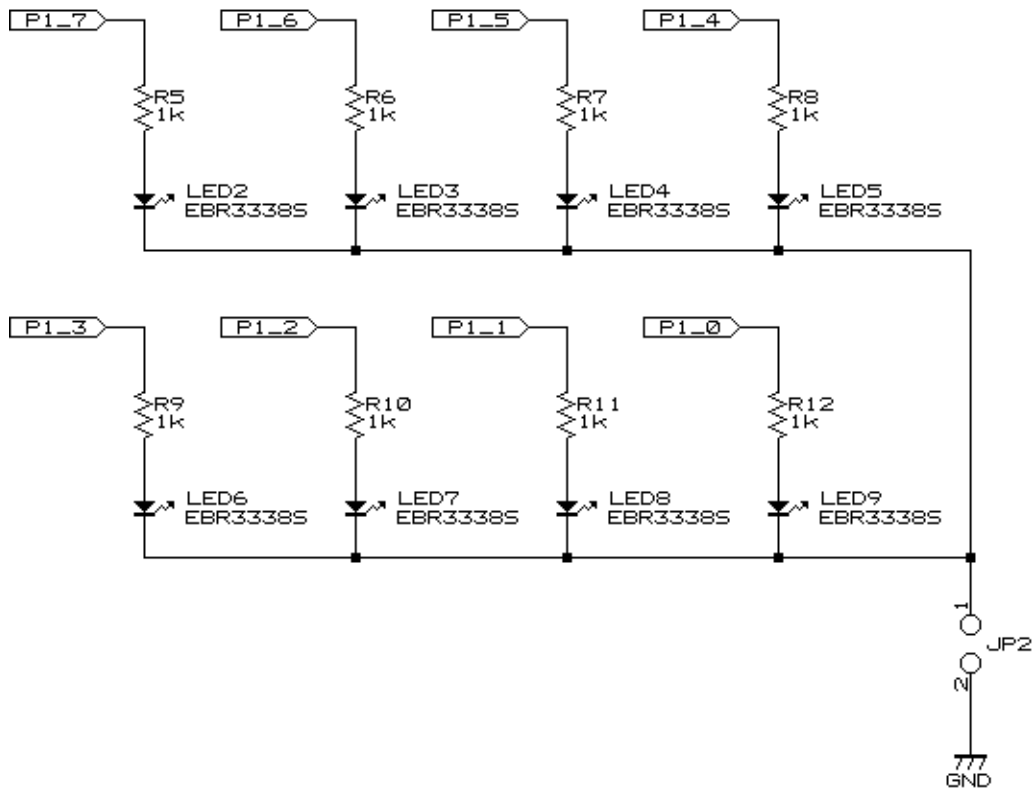 P1_7 P1_6 P1_5 P1_4
R5 R6 R7 R8
1k 1k 1k 1k
LED2 LED3 LED4 LED5
EBR3338S EBR3338S EBR3338S EBR3338S
P1_3 P1_2 P1_1 P1_0
R9 R10 R11 R12
1k 1k 1k 1k
LED6 LED7 LED8 LED9
EBR3338S EBR3338S EBR3338S EBR3338S
1
JP2
2
GND